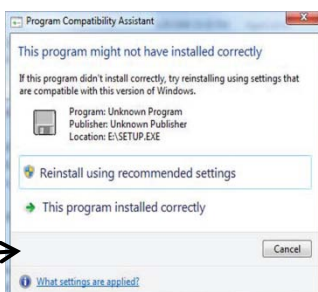 Program Compatibility Assistant
This program might not have installed correctly
If this program didn't install correctly, try reinstalling using settings that
are compatible with this version of Windows.
Program: Unknown Program
Publisher: Unknown Publisher
Location: E:\SETUP.EXE
Reinstall using recommended settings
This program installed correctly
Cancel
What settings are applied?